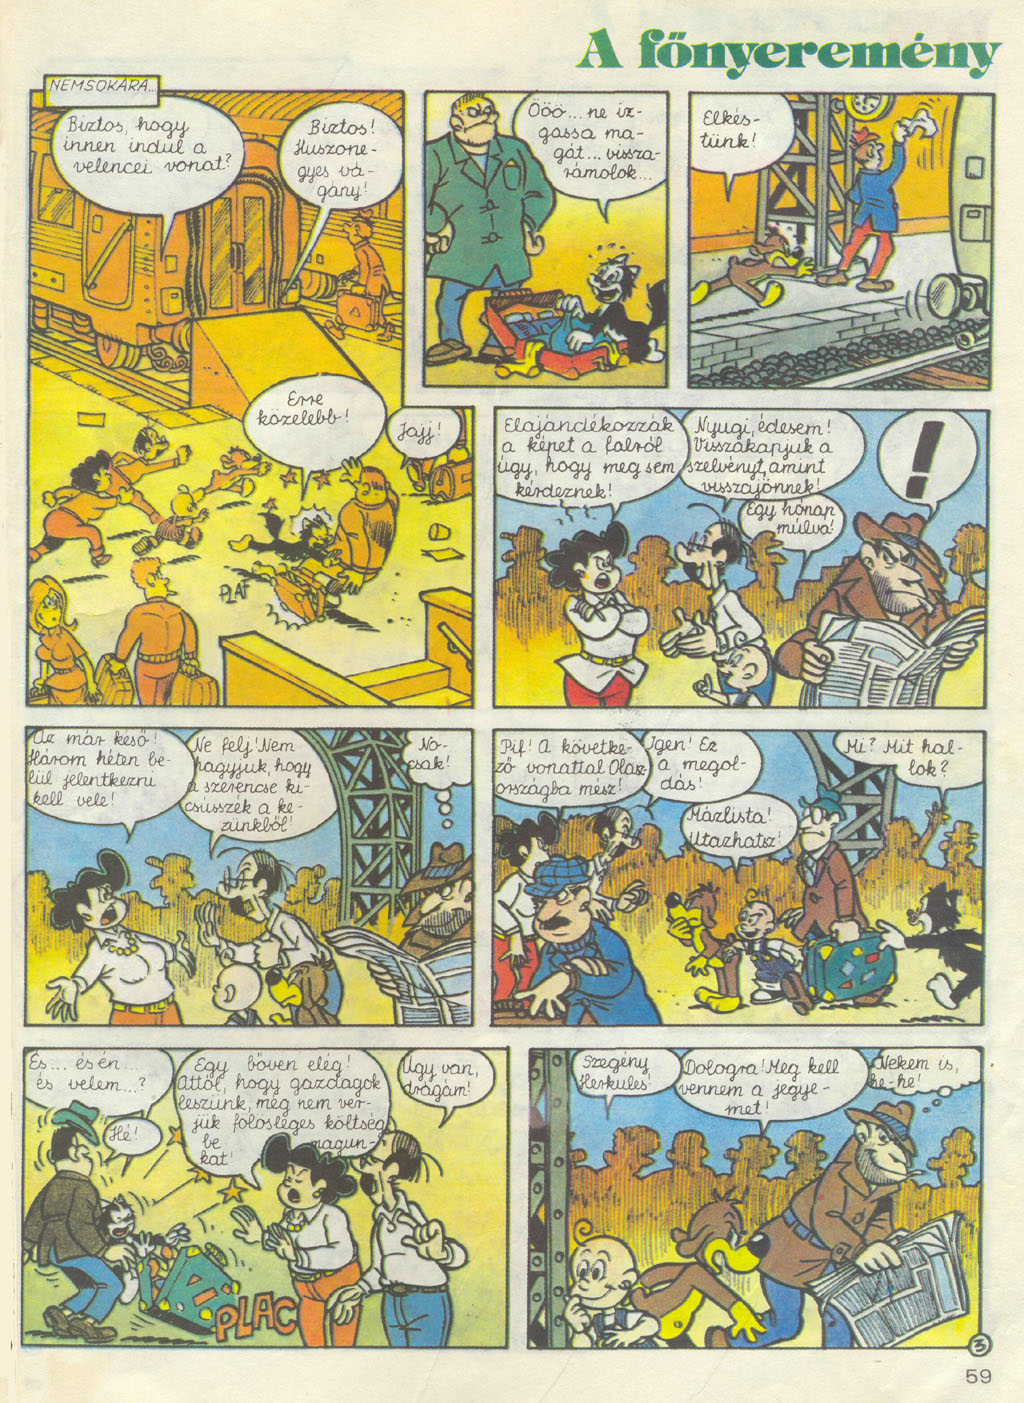 A főnyeremény
NEMSOKÁRA...
Biztos, hogy
innen indul a
velencei vonat?
Biztos!
Huszone-
gyes vá-
gány!
Erre
közelebb!
Jajj!
PLAF
Ööö... ne iz-
gassa ma-
gát... vissza-
rámolok...
Elkés-
tünk!
Elajándékozzák
a képet a falról
úgy, hogy meg sem
kérdeznek!
Nyugi, édesem!
Visszakapjuk a
szelvényt, amint
visszajönnek!
Egy hónap
múlva!
!
Az már késő!
Három héten be-
lül jelentkezni
kell vele!
Ne félj! Nem
hagyjuk, hogy
a szerencse ki-
csússzék a ke-
zünkből!
No-
csak!
Pif! A követke-
ző vonattal Olasz-
országba mész!
Igen! Ez
a megol-
dás!
Mázlista!
Utazhatsz!
Mi? Mit hal-
lok?
És... és én...
és velem...?
Hé!
Egy bőven elég!
Attól, hogy gazdagok
leszünk, még nem ver-
jük fölösleges költség
be
magun-
kat!
Úgy van,
drágám!
PLAC
Szegény
Herkules!
Dologra! Meg kell
vennem a jegye-
met!
Nekem is,
he-he!
3
59